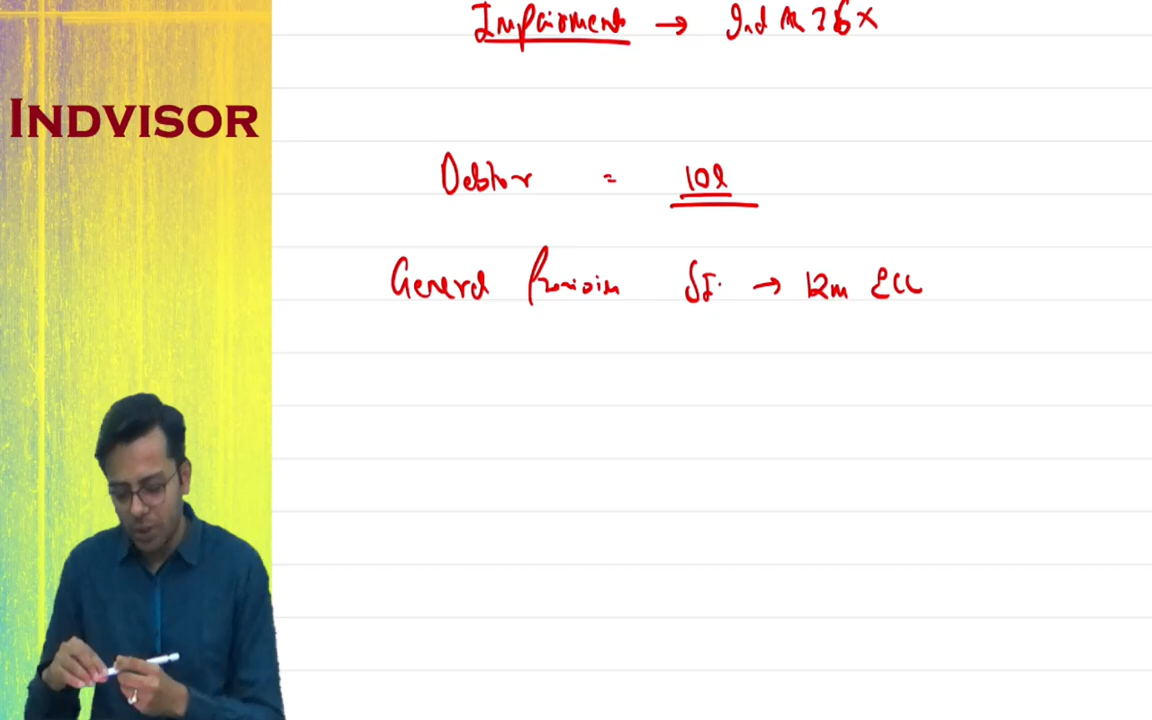 Impairment → Ind AS 36 X
INDVISOR
Debtor = 10l
General Provision 5%. → 12m ECL